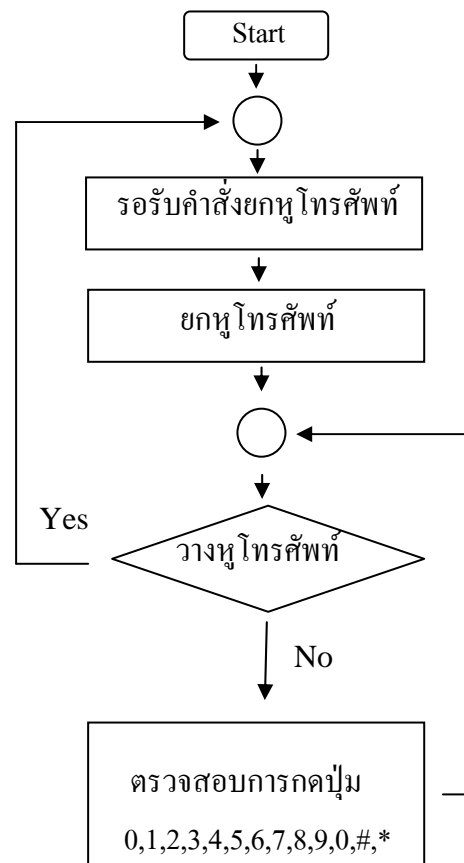 Start
รอรับคำสั่งยกหูโทรศัพท์
ยกหูโทรศัพท์
Yes
วางหูโทรศัพท์
No
ตรวจสอบการกดปุ่ม
0,1,2,3,4,5,6,7,8,9,0,#,*